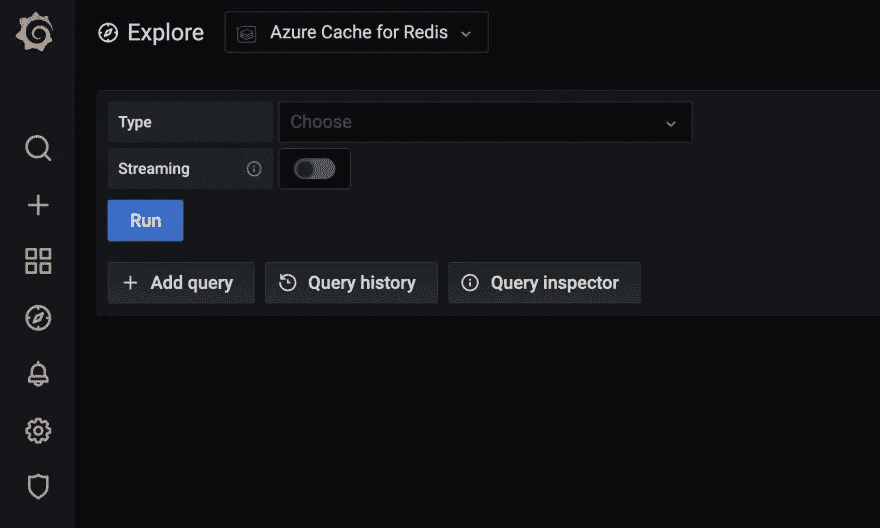 Explore
Azure Cache for Redis
Type
Choose
Streaming
Run
Add query
Query history
Query inspector